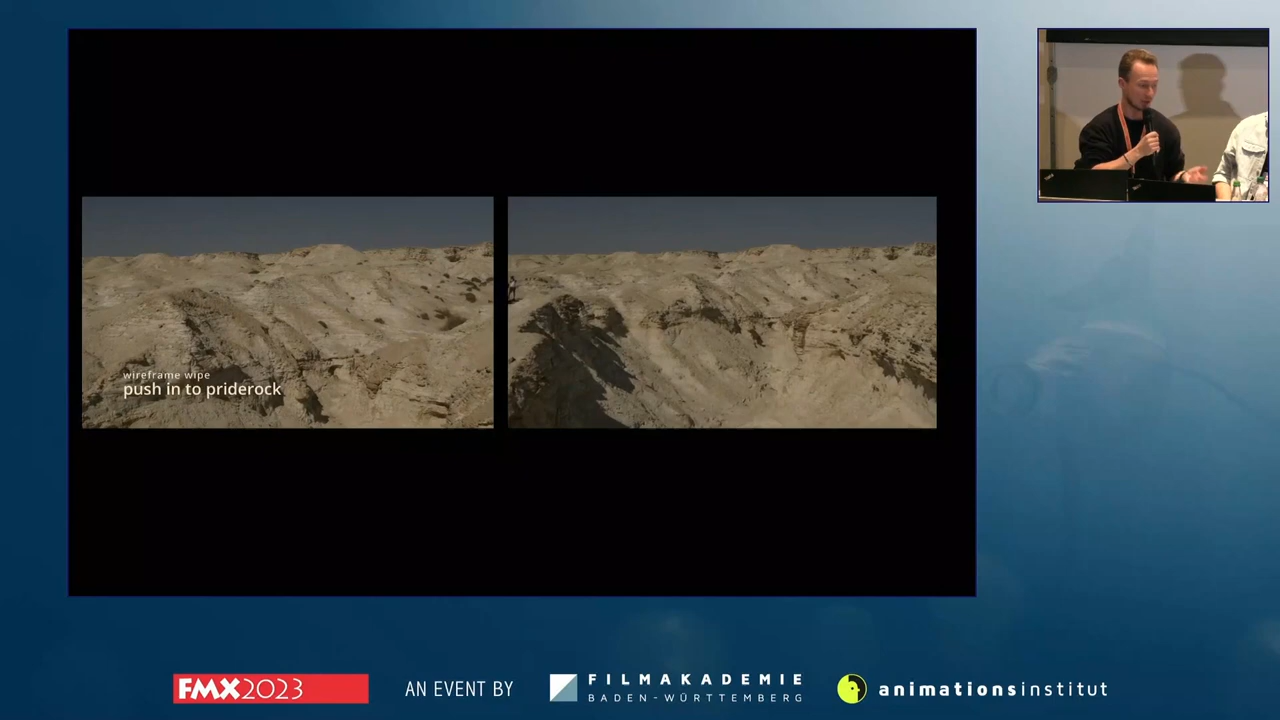 wireframe wipe
push in to priderock
FMX2023
AN EVENT BY
FILMAKADEMIE
BADEN-WÜRTTEMBERG
animationsinstitut